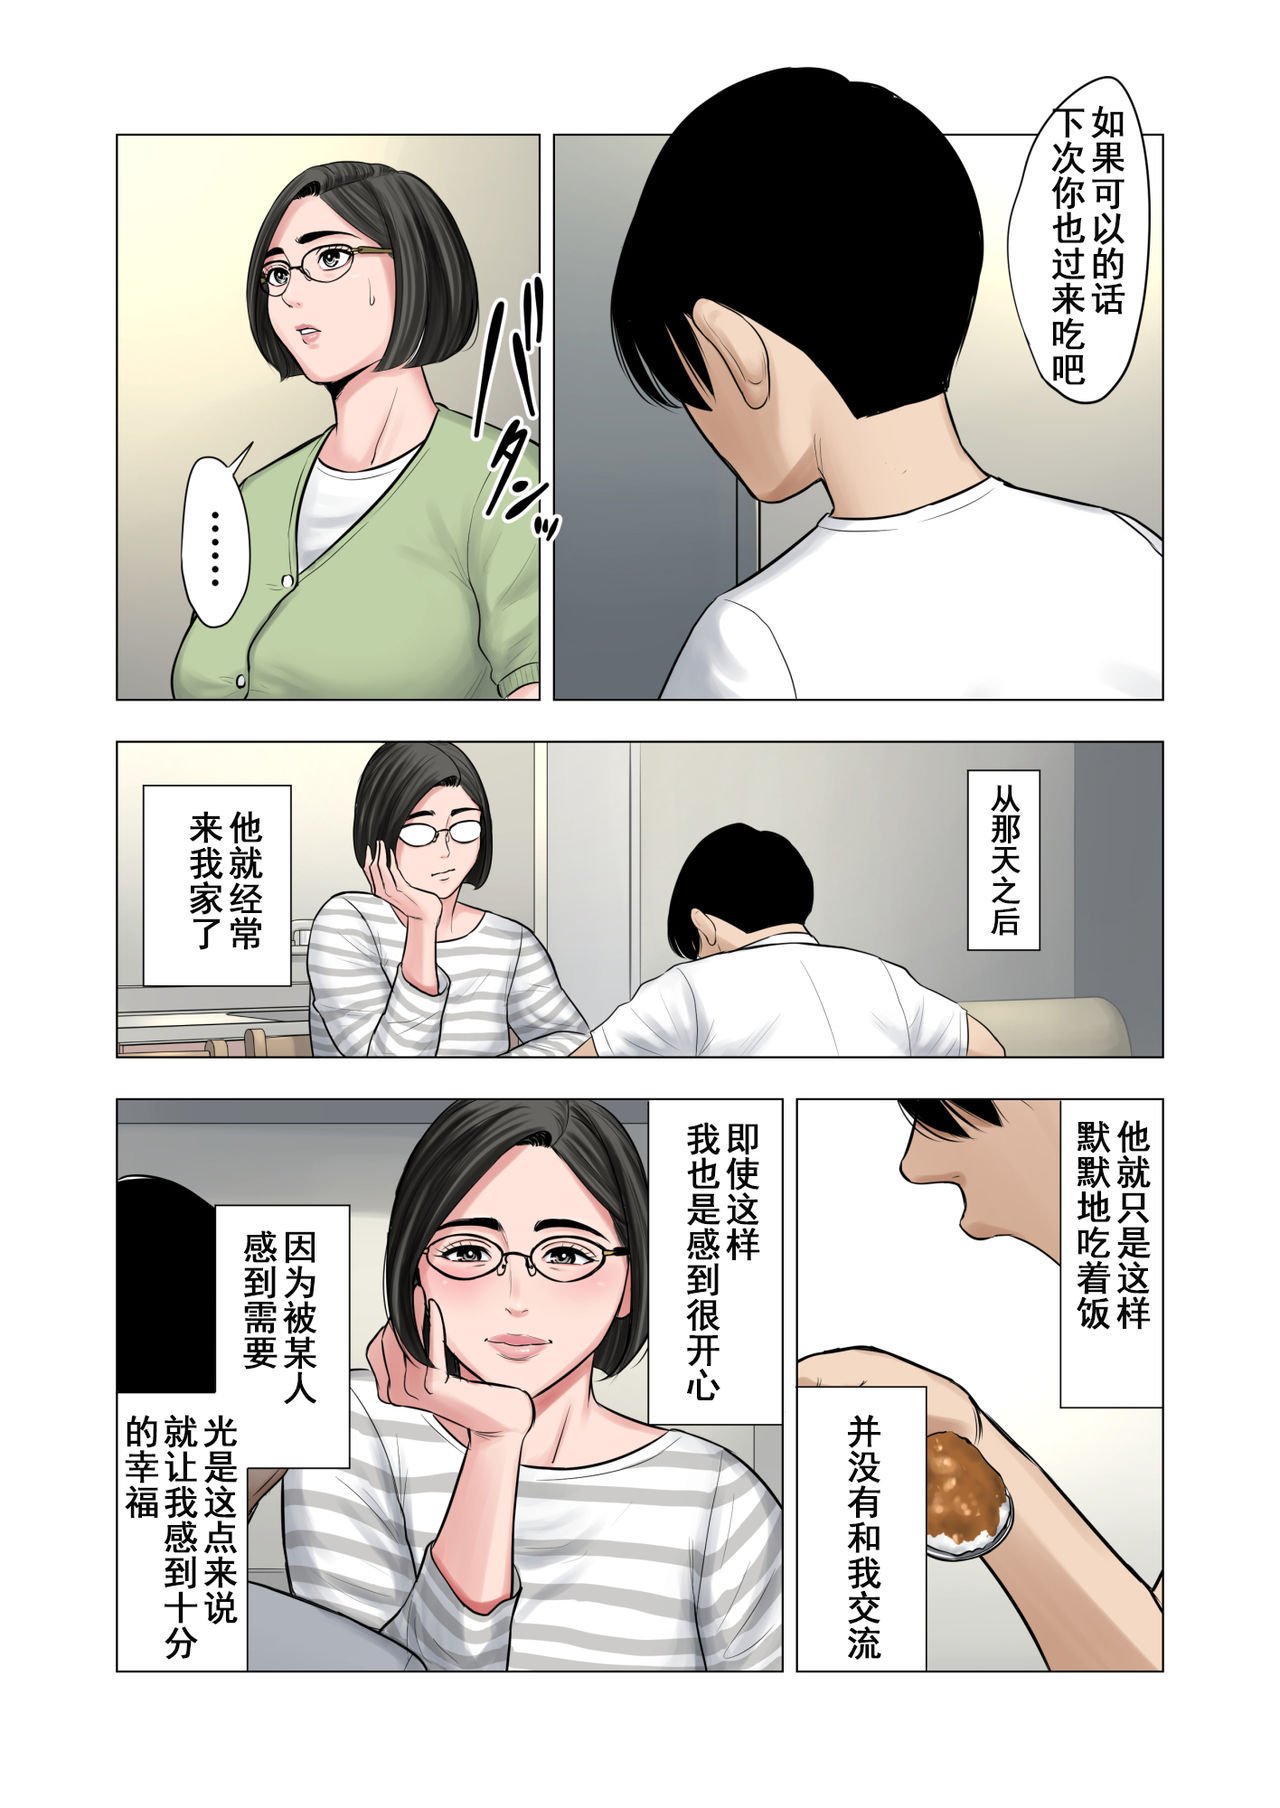 如果可以的话
下次你也过来吃吧
バタンッ
……
从那天之后
他就经常
来我家了
他就只是这样
默默地吃着饭
并没有和我交流
即使这样
我也是感到很开心
因为被某人
感到需要
光是这点来说
就让我感到十分
的幸福